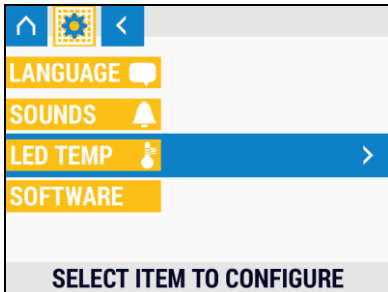 LANGUAGE
SOUNDS
LED TEMP
SOFTWARE
SELECT ITEM TO CONFIGURE